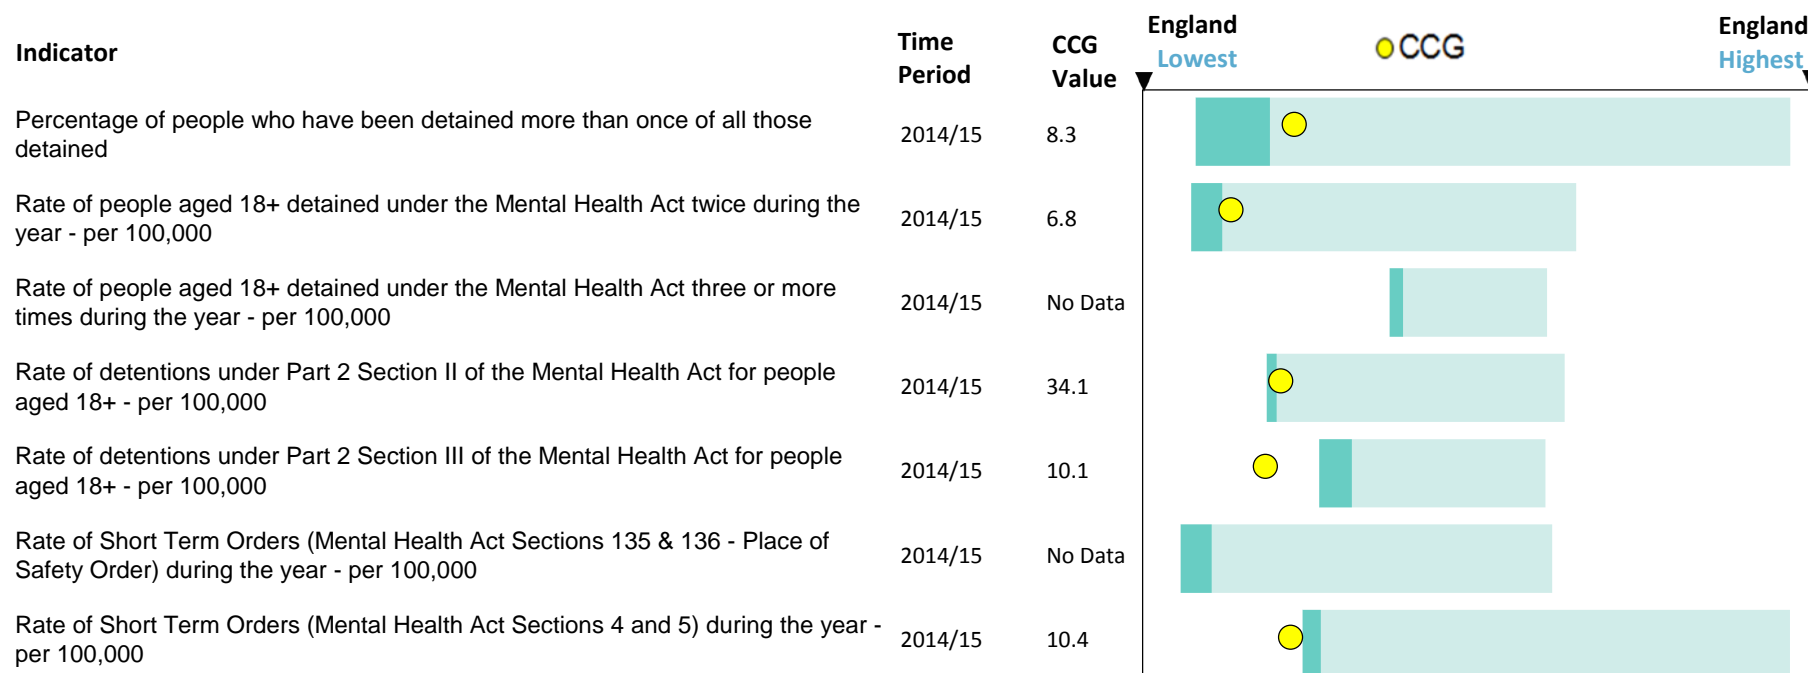 Indicator
Time
Period
CCG
Value
England
Lowest
CCG
England
Highest
Percentage of people who have been detained more than once of all those
detained
2014/15
8.3
Rate of people aged 18+ detained under the Mental Health Act twice during the
year - per 100,000
2014/15
6.8
Rate of people aged 18+ detained under the Mental Health Act three or more
times during the year - per 100,000
2014/15
No Data
Rate of detentions under Part 2 Section II of the Mental Health Act for people
aged 18+ - per 100,000
2014/15
34.1
Rate of detentions under Part 2 Section III of the Mental Health Act for people
aged 18+ - per 100,000
2014/15
10.1
Rate of Short Term Orders (Mental Health Act Sections 135 & 136 - Place of
Safety Order) during the year - per 100,000
2014/15
No Data
Rate of Short Term Orders (Mental Health Act Sections 4 and 5) during the year -
per 100,000
2014/15
10.4